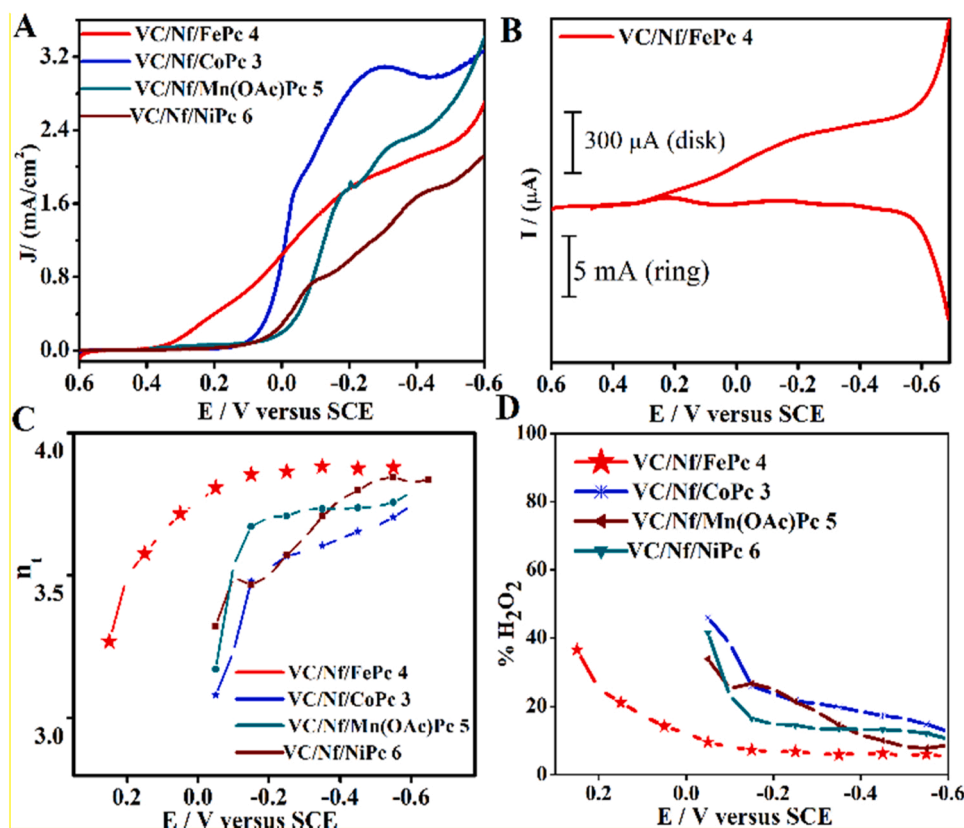 A
VC/Nf/FePc 4
VC/Nf/CoPc 3
VC/Nf/Mn(OAc)Pc 5
VC/Nf/NiPc 6
3.2
2.4
1.6
0.8
0.0
J/ (mA/cm²)
0.6 0.4 0.2 0.0 -0.2 -0.4 -0.6
E / V versus SCE
B
VC/Nf/FePc 4
300 µA (disk)
5 mA (ring)
I / (µA)
0.6 0.4 0.2 0.0 -0.2 -0.4 -0.6
E / V versus SCE
C
4.0
3.5
3.0
nt
VC/Nf/FePc 4
VC/Nf/CoPc 3
VC/Nf/Mn(OAc)Pc 5
VC/Nf/NiPc 6
0.2 0.0 -0.2 -0.4 -0.6
E / V versus SCE
D
100
80
60
40
20
0
% H₂O₂
VC/Nf/FePc 4
VC/Nf/CoPc 3
VC/Nf/Mn(OAc)Pc 5
VC/Nf/NiPc 6
0.2 0.0 -0.2 -0.4 -0.6
E / V versus SCE